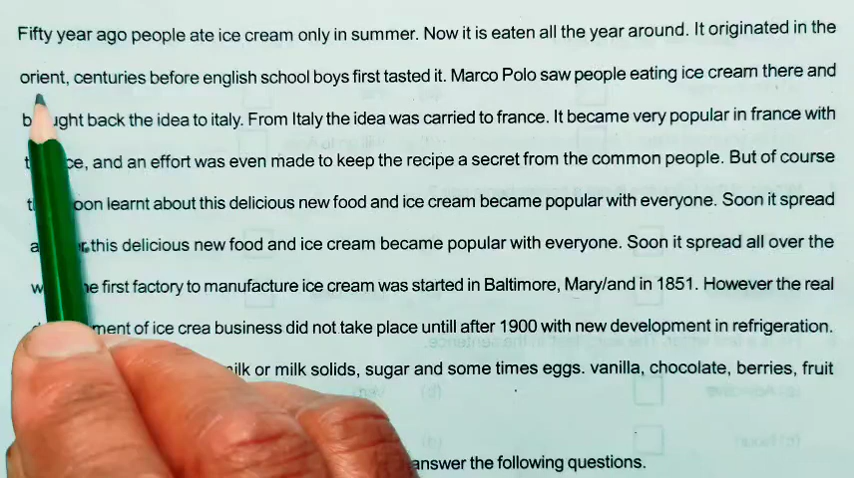 Fifty year ago people ate ice cream only in summer. Now it is eaten all the year around. It originated in the
orient, centuries before english school boys first tasted it. Marco Polo saw people eating ice cream there and
back the idea to italy. From Italy the idea was carried to france. It became very popular in france with
and an effort was even made to keep the recipe a secret from the common people. But of course
learnt about this delicious new food and ice cream became popular with everyone. Soon it spread
this delicious new food and ice cream became popular with everyone. Soon it spread all over the
first factory to manufacture ice cream was started in Baltimore, Mary/and in 1851. However the real
of ice crea business did not take place untill after 1900 with new development in refrigeration.
or milk solids, sugar and some times eggs. vanilla, chocolate, berries, fruit
answer the following questions.